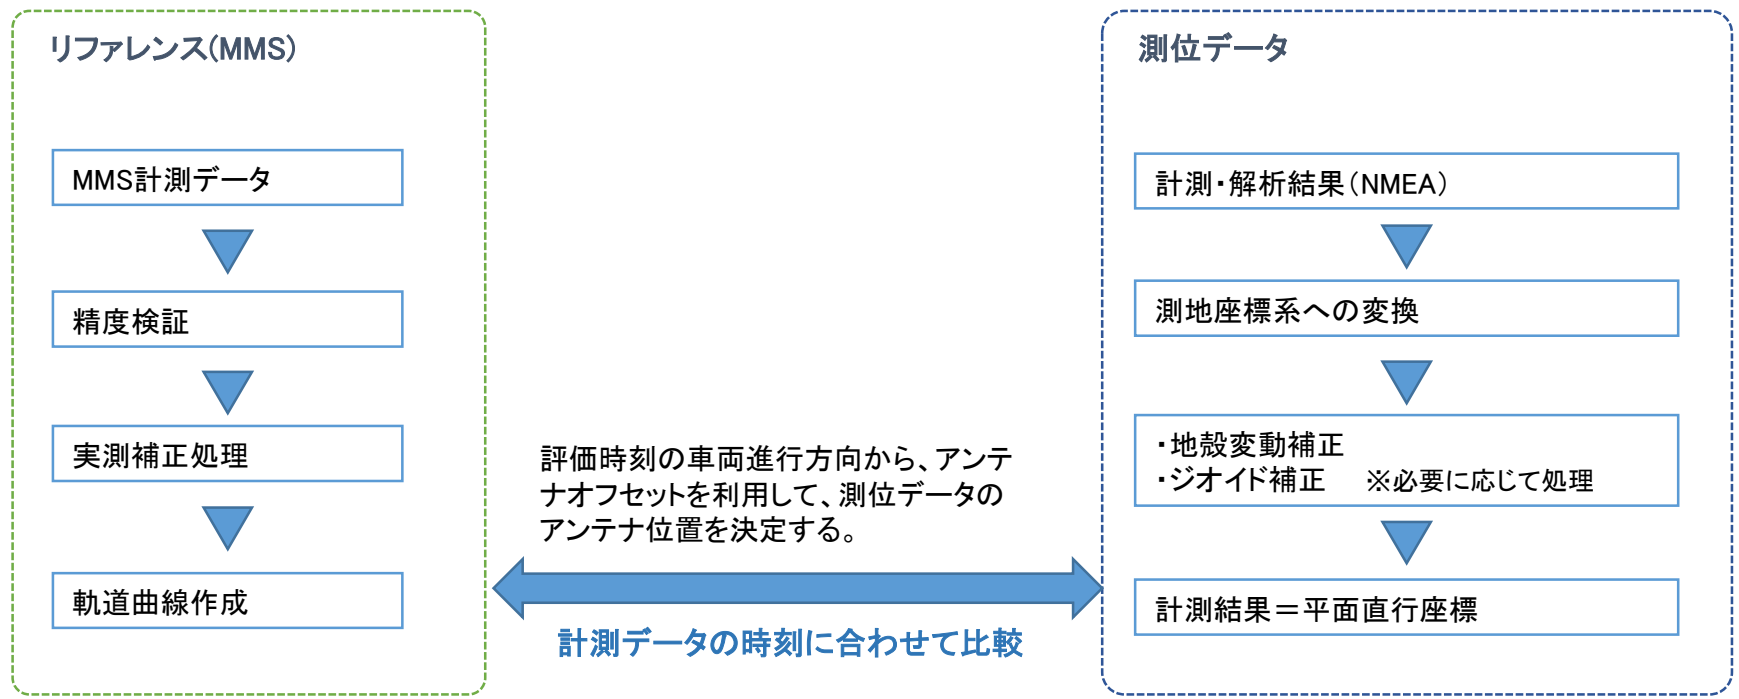 リファレンス(MMS)
MMS計測データ
精度検証
実測補正処理
軌道曲線作成
評価時刻の車両進行方向から、アンテ
ナオフセットを利用して、測位データの
アンテナ位置を決定する。
計測データの時刻に合わせて比較
測位データ
計測・解析結果(NMEA)
測地座標系への変換
・地殻変動補正
・ジオイド補正 ※必要に応じて処理
計測結果＝平面直行座標